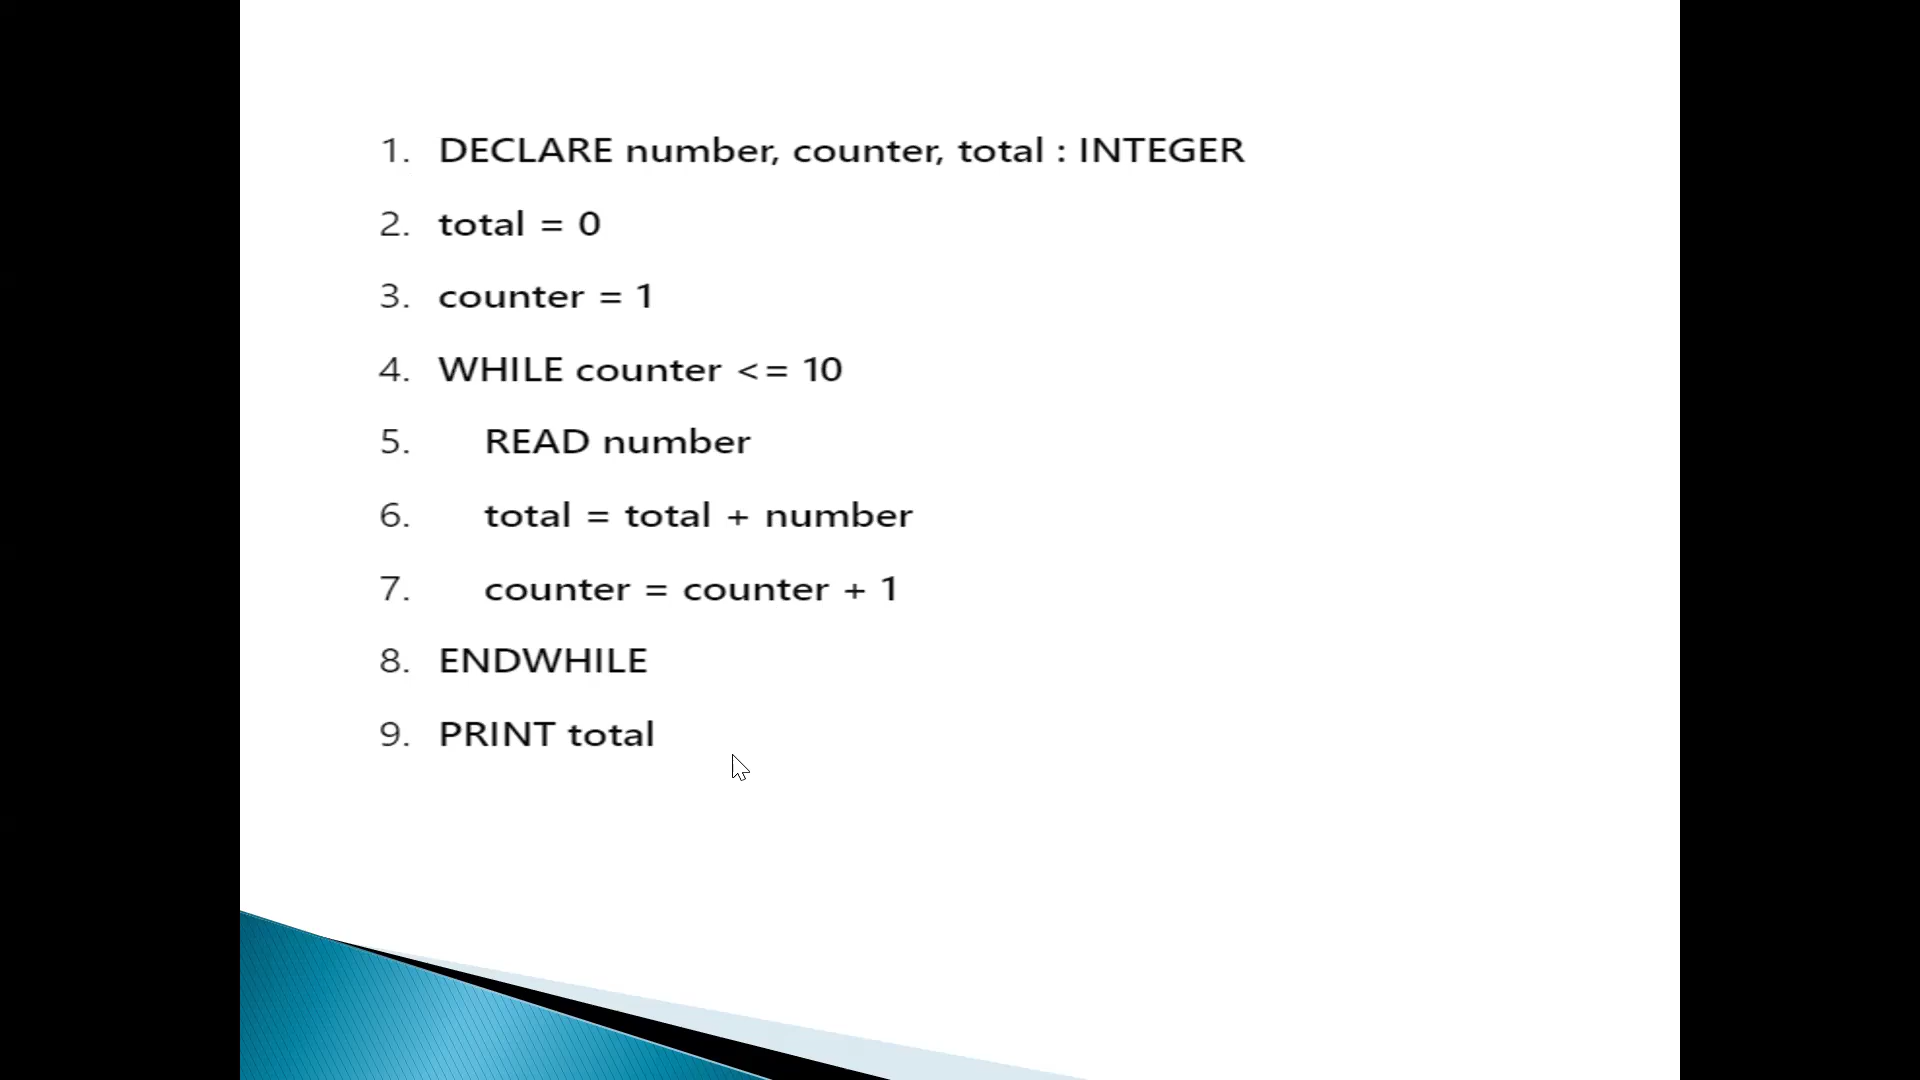 1. DECLARE number, counter, total : INTEGER
2. total = 0
3. counter = 1
4. WHILE counter <= 10
5. READ number
6. total = total + number
7. counter = counter + 1
8. ENDWHILE
9. PRINT total